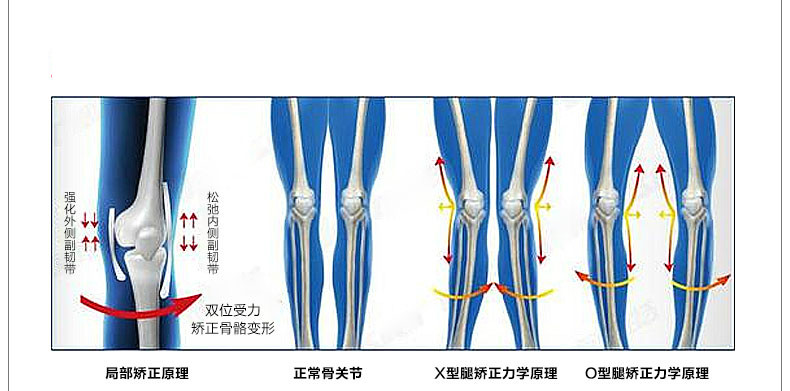 强化外侧副韧带
松弛内侧副韧带
双位受力
矫正骨骼变形
局部矫正原理
正常骨关节
X型腿矫正力学原理
O型腿矫正力学原理